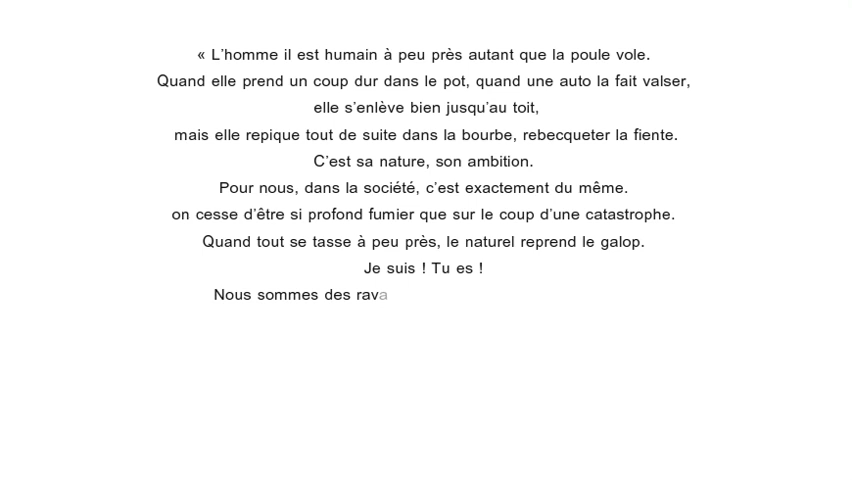 « L'homme il est humain à peu près autant que la poule vole.
Quand elle prend un coup dur dans le pot, quand une auto la fait valser,
elle s'enlève bien jusqu'au toit,
mais elle repique tout de suite dans la bourbe, rebecqueter la fiente.
C'est sa nature, son ambition.
Pour nous, dans la société, c'est exactement du même.
on cesse d'être si profond fumier que sur le coup d'une catastrophe.
Quand tout se tasse à peu près, le naturel reprend le galop.
Je suis ! Tu es !
Nous sommes des rava